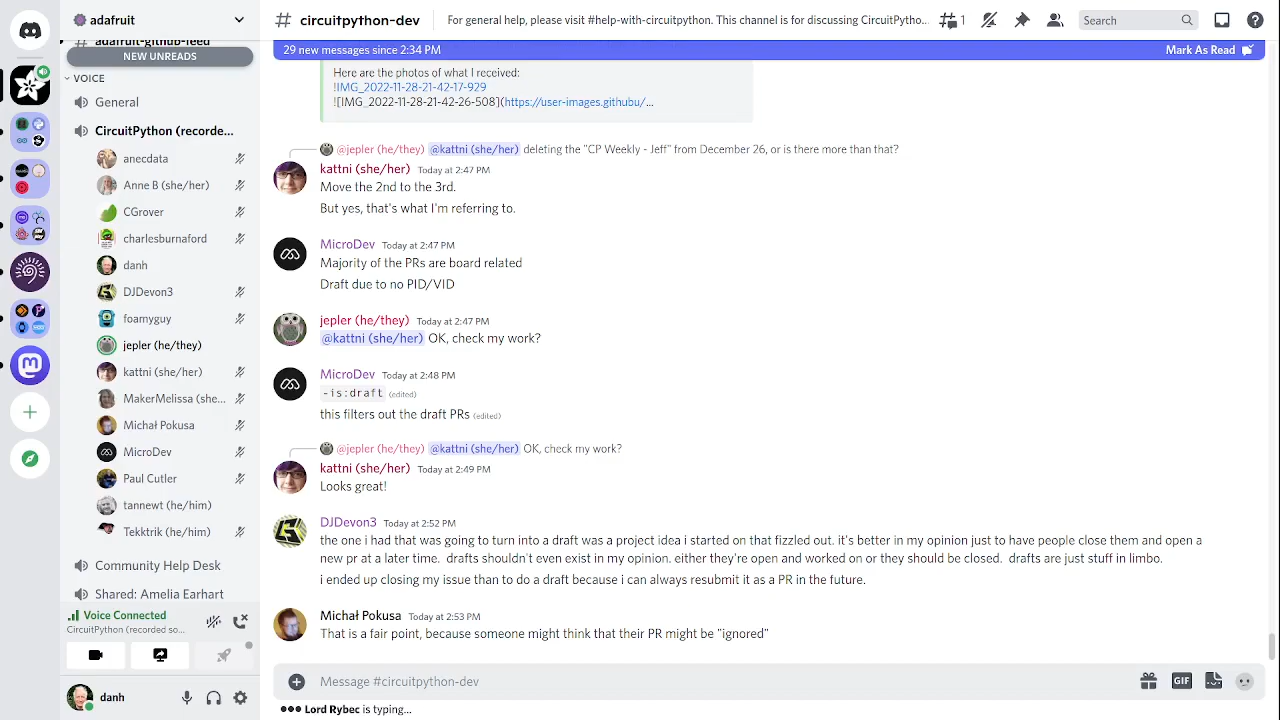 adafruit
# circuitpython-dev
For general help, please visit #help-with-circuitpython. This channel is for discussing CircuitPytho...
1
Search
adafruit-github-feed
NEW UNREADS
29 new messages since 2:34 PM
Mark As Read
VOICE
General
CircuitPython (recorde...
anecdata
Anne B (she/her)
CGrover
charlesburnaford
danh
DJDevon3
foamyguy
jepler (he/they)
kattni (she/her)
MakerMelissa (she...
Michał Pokusa
MicroDev
Paul Cutler
tannewt (he/him)
Tekktrik (he/him)
Community Help Desk
Shared: Amelia Earhart
Voice Connected
CircuitPython (recorded so...
danh
Here are the photos of what I received:
!IMG_2022-11-28-21-42-17-929
![IMG_2022-11-28-21-42-26-508](https://user-images.githubu/...
@jepler (he/they) @kattni (she/her) deleting the "CP Weekly - Jeff" from December 26, or is there more than that?
kattni (she/her) Today at 2:47 PM
Move the 2nd to the 3rd.
But yes, that's what I'm referring to.
MicroDev Today at 2:47 PM
Majority of the PRs are board related
Draft due to no PID/VID
jepler (he/they) Today at 2:47 PM
@kattni (she/her) OK, check my work?
MicroDev Today at 2:48 PM
-is:draft (edited)
this filters out the draft PRs (edited)
@jepler (he/they) @kattni (she/her) OK, check my work?
kattni (she/her) Today at 2:49 PM
Looks great!
DJDevon3 Today at 2:52 PM
the one i had that was going to turn into a draft was a project idea i started on that fizzled out. it's better in my opinion just to have people close them and open a
new pr at a later time. drafts shouldn't even exist in my opinion. either they're open and worked on or they should be closed. drafts are just stuff in limbo.
i ended up closing my issue than to do a draft because i can always resubmit it as a PR in the future.
Michał Pokusa Today at 2:53 PM
That is a fair point, because someone might think that their PR might be "ignored"
Message #circuitpython-dev
GIF
Lord Rybec is typing...